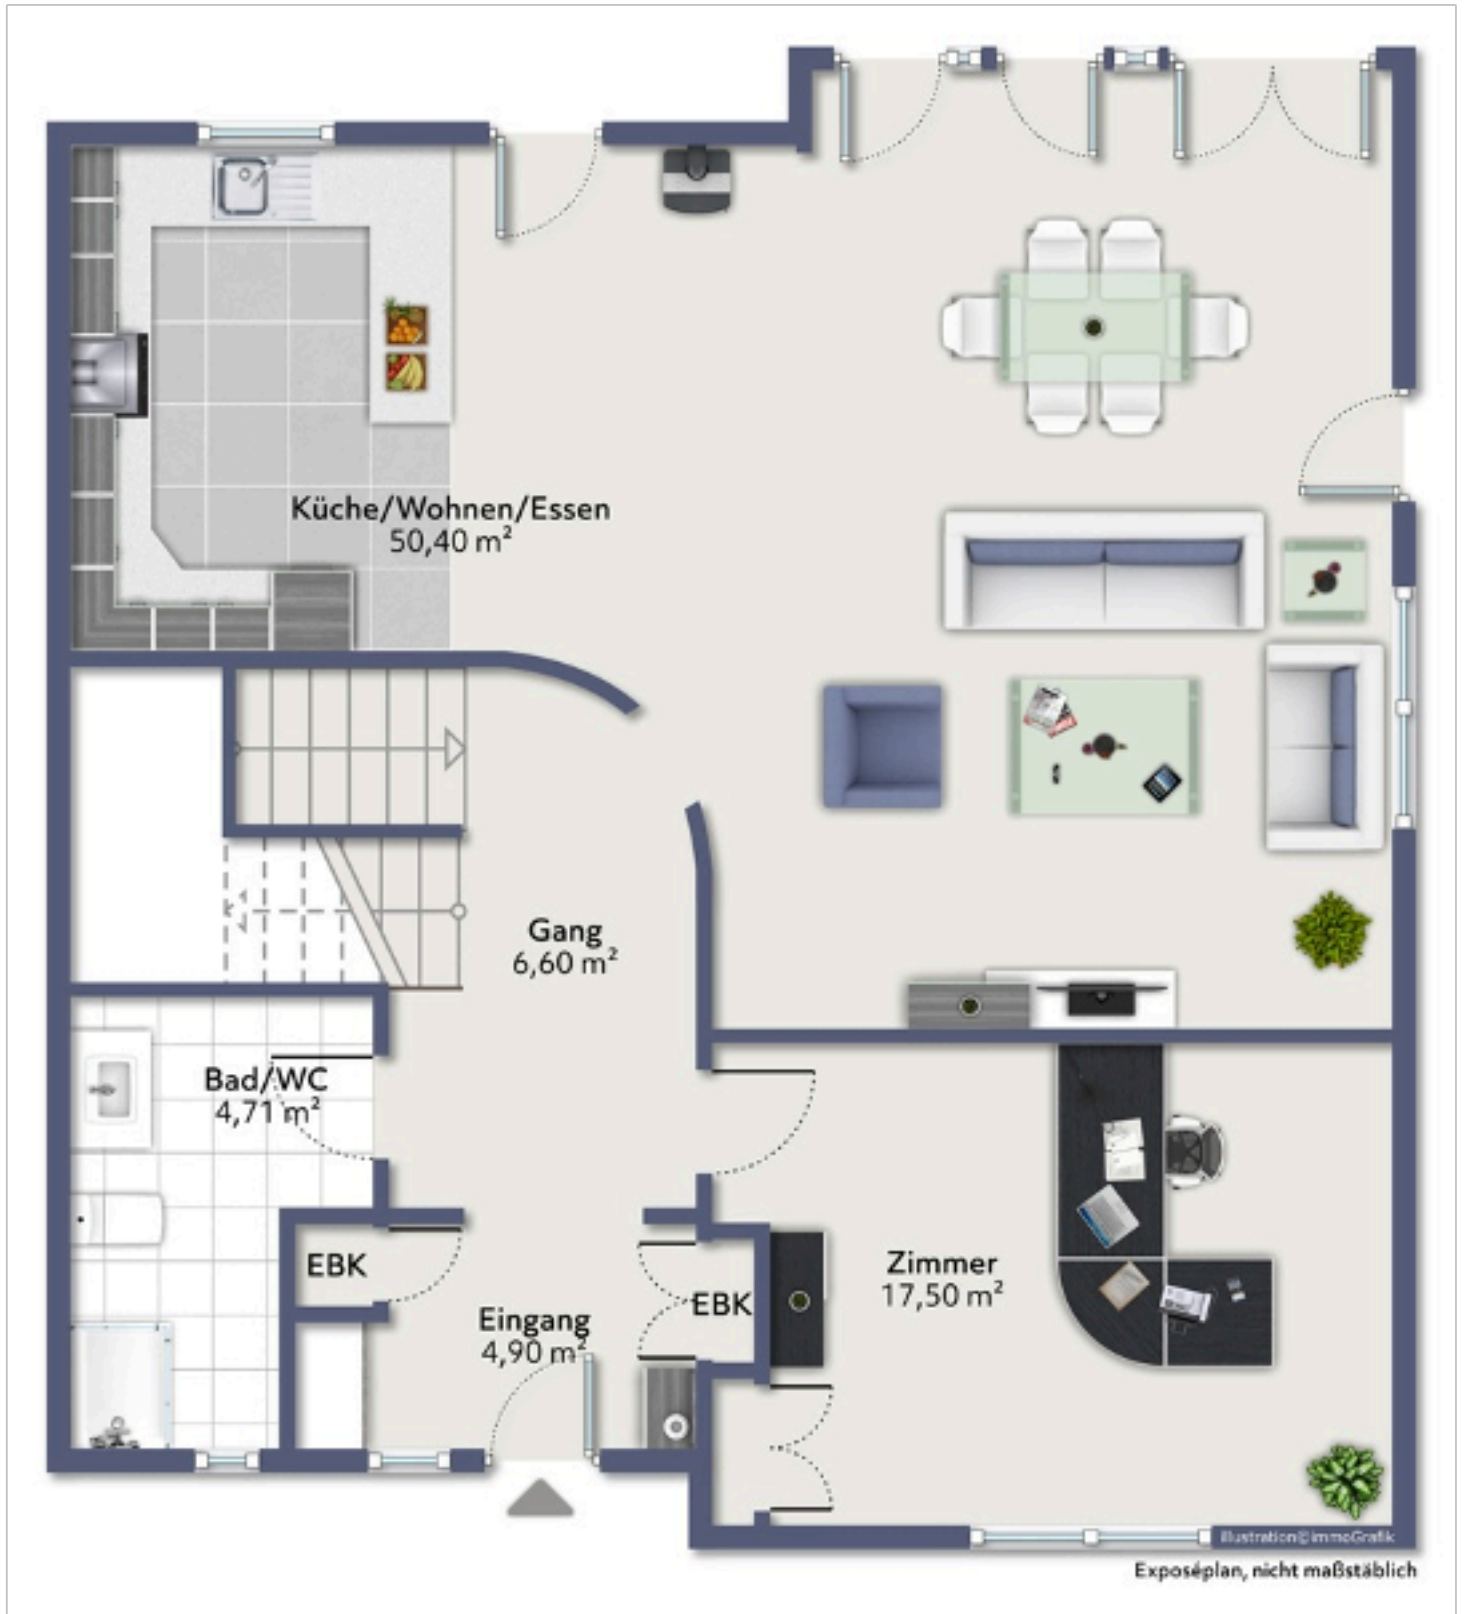 Küche/Wohnen/Essen
50,40 m²
Gang
6,60 m²
Bad/WC
4,71 m²
EBK
Zimmer
17,50 m²
EBK
Eingang
4,90 m²
Illustration©immoGrafik
Exposéplan, nicht maßstäblich